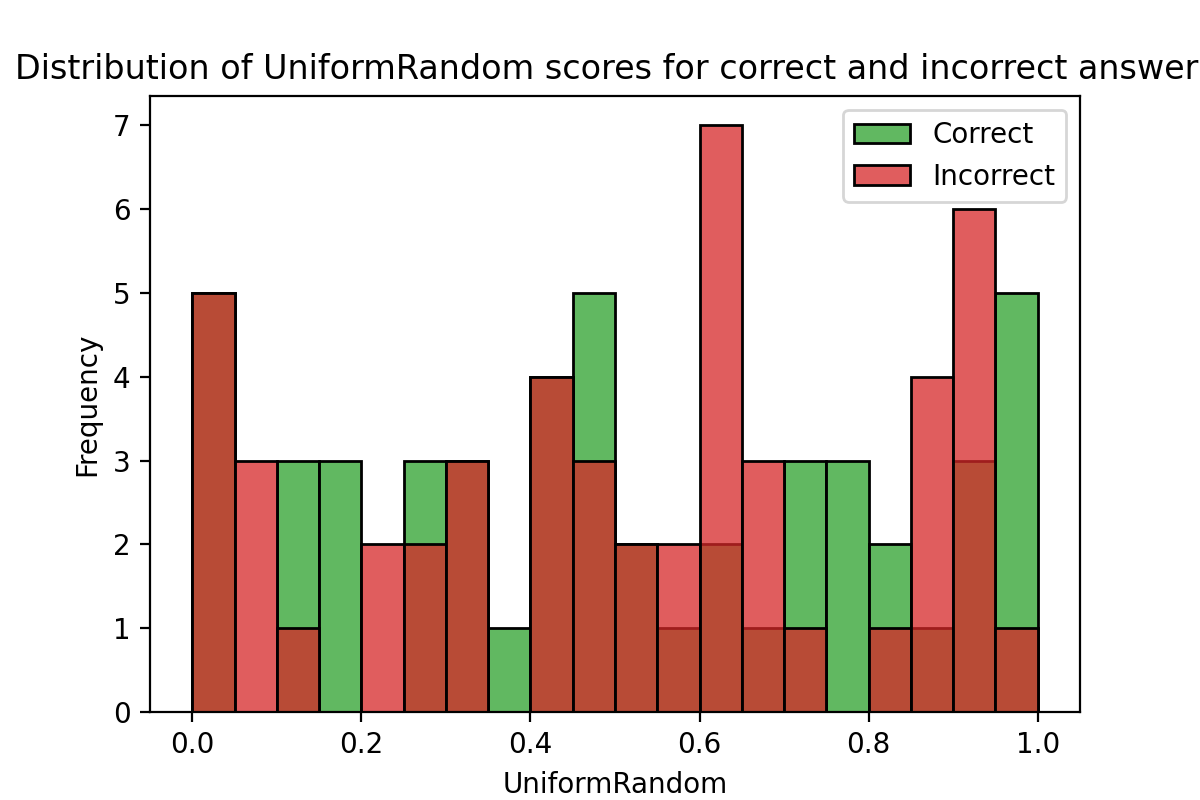 Distribution of UniformRandom scores for correct and incorrect answer
Correct
Incorrect
Frequency
7
6
5
4
3
2
1
0
0.0 0.2 0.4 0.6 0.8 1.0
UniformRandom